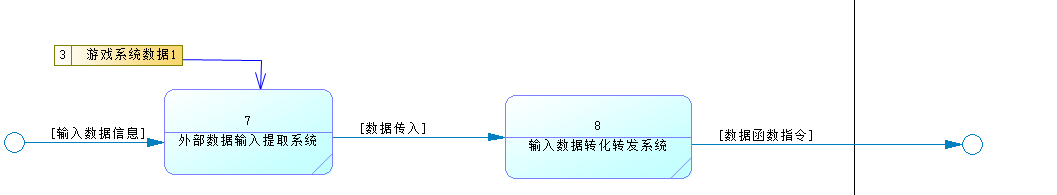 3 游戏系统数据1
[输入数据信息]
7
外部数据输入提取系统
[数据传入]
8
输入数据转化转发系统
[数据函数指令]